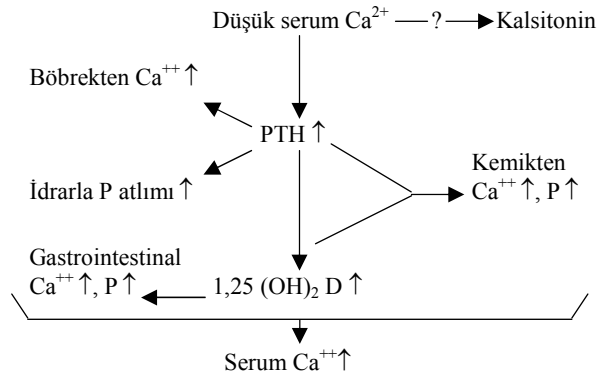 Düşük serum Ca²⁺ — ? → Kalsitonin
Böbrekten Ca⁺⁺ ↑
PTH ↑
İdrarla P atlımı ↑
Kemikten
Ca⁺⁺ ↑, P ↑
Gastrointestinal
Ca⁺⁺ ↑, P ↑
1,25 (OH)₂ D ↑
Serum Ca⁺⁺↑